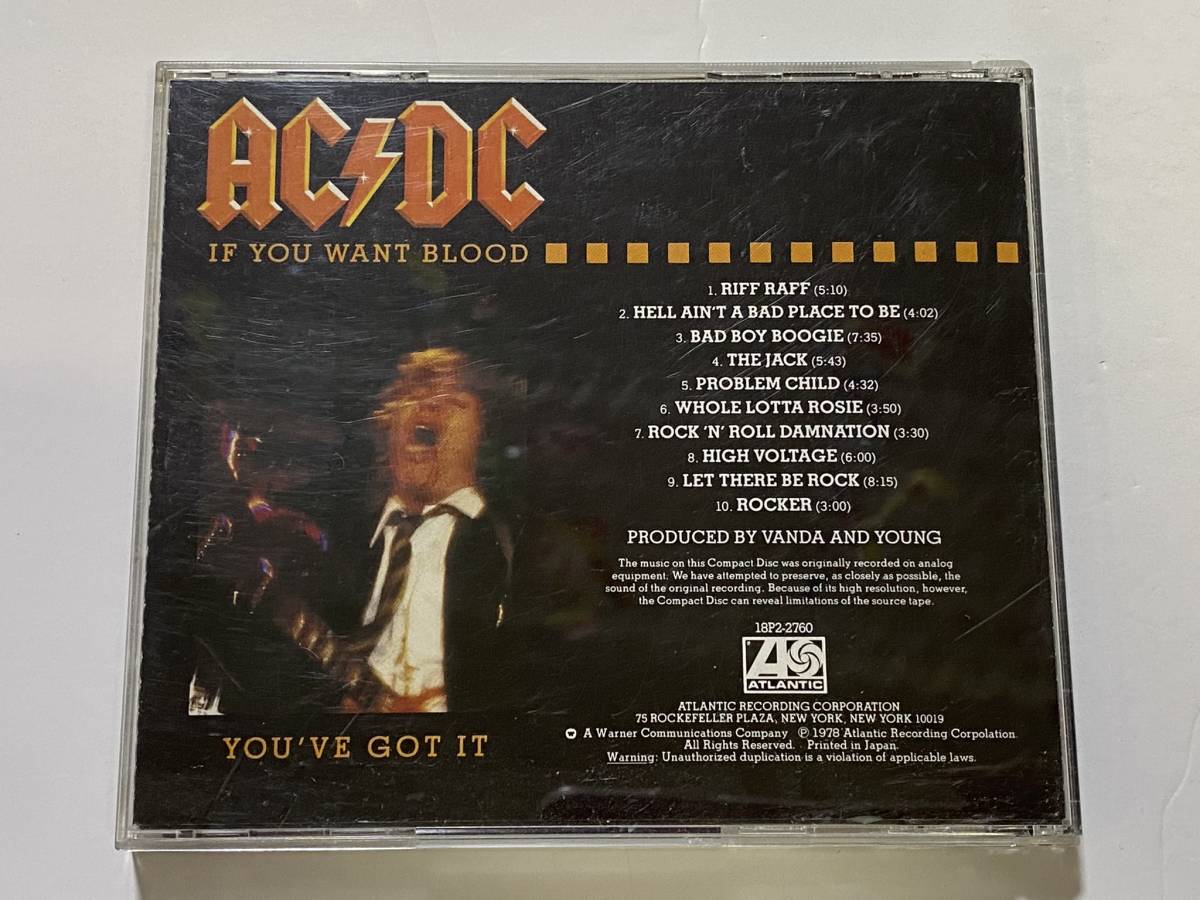 AC/DC
IF YOU WANT BLOOD
1. RIFF RAFF (5:10)
2. HELL AIN'T A BAD PLACE TO BE (4:02)
3. BAD BOY BOOGIE (7:35)
4. THE JACK (5:43)
5. PROBLEM CHILD (4:32)
6. WHOLE LOTTA ROSIE (3:50)
7. ROCK 'N' ROLL DAMNATION (3:30)
8. HIGH VOLTAGE (6:00)
9. LET THERE BE ROCK (8:15)
10. ROCKER (3:00)
PRODUCED BY VANDA AND YOUNG
The music on this Compact Disc was originally recorded on analog
equipment. We have attempted to preserve, as closely as possible, the
sound of the original recording. Because of its high resolution, however,
the Compact Disc can reveal limitations of the source tape.
18P2-2760
ATLANTIC
ATLANTIC RECORDING CORPORATION
75 ROCKEFELLER PLAZA, NEW YORK, NEW YORK 10019
A Warner Communications Company ℗ 1978 Atlantic Recording Corpolation.
All Rights Reserved. Printed in Japan.
Warning: Unauthorized duplication is a violation of applicable laws.
YOU'VE GOT IT